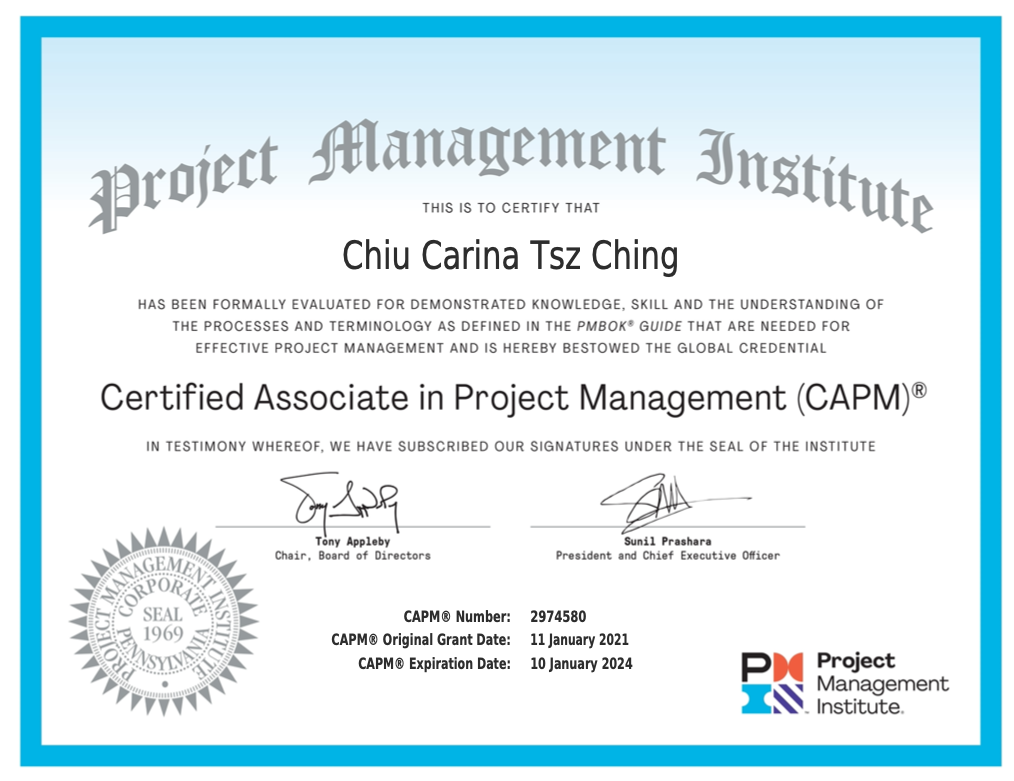 Project Management Institute
THIS IS TO CERTIFY THAT
Chiu Carina Tsz Ching
HAS BEEN FORMALLY EVALUATED FOR DEMONSTRATED KNOWLEDGE, SKILL AND THE UNDERSTANDING OF
THE PROCESSES AND TERMINOLOGY AS DEFINED IN THE PMBOK® GUIDE THAT ARE NEEDED FOR
EFFECTIVE PROJECT MANAGEMENT AND IS HEREBY BESTOWED THE GLOBAL CREDENTIAL
Certified Associate in Project Management (CAPM)®
IN TESTIMONY WHEREOF, WE HAVE SUBSCRIBED OUR SIGNATURES UNDER THE SEAL OF THE INSTITUTE
Tony Appleby
Chair, Board of Directors
Sunil Prashara
President and Chief Executive Officer
PROJECT MANAGEMENT INSTITUTE
CORPORATE
SEAL
1969
PENNSYLVANIA
CAPM® Number: 2974580
CAPM® Original Grant Date: 11 January 2021
CAPM® Expiration Date: 10 January 2024
Project
Management
Institute.